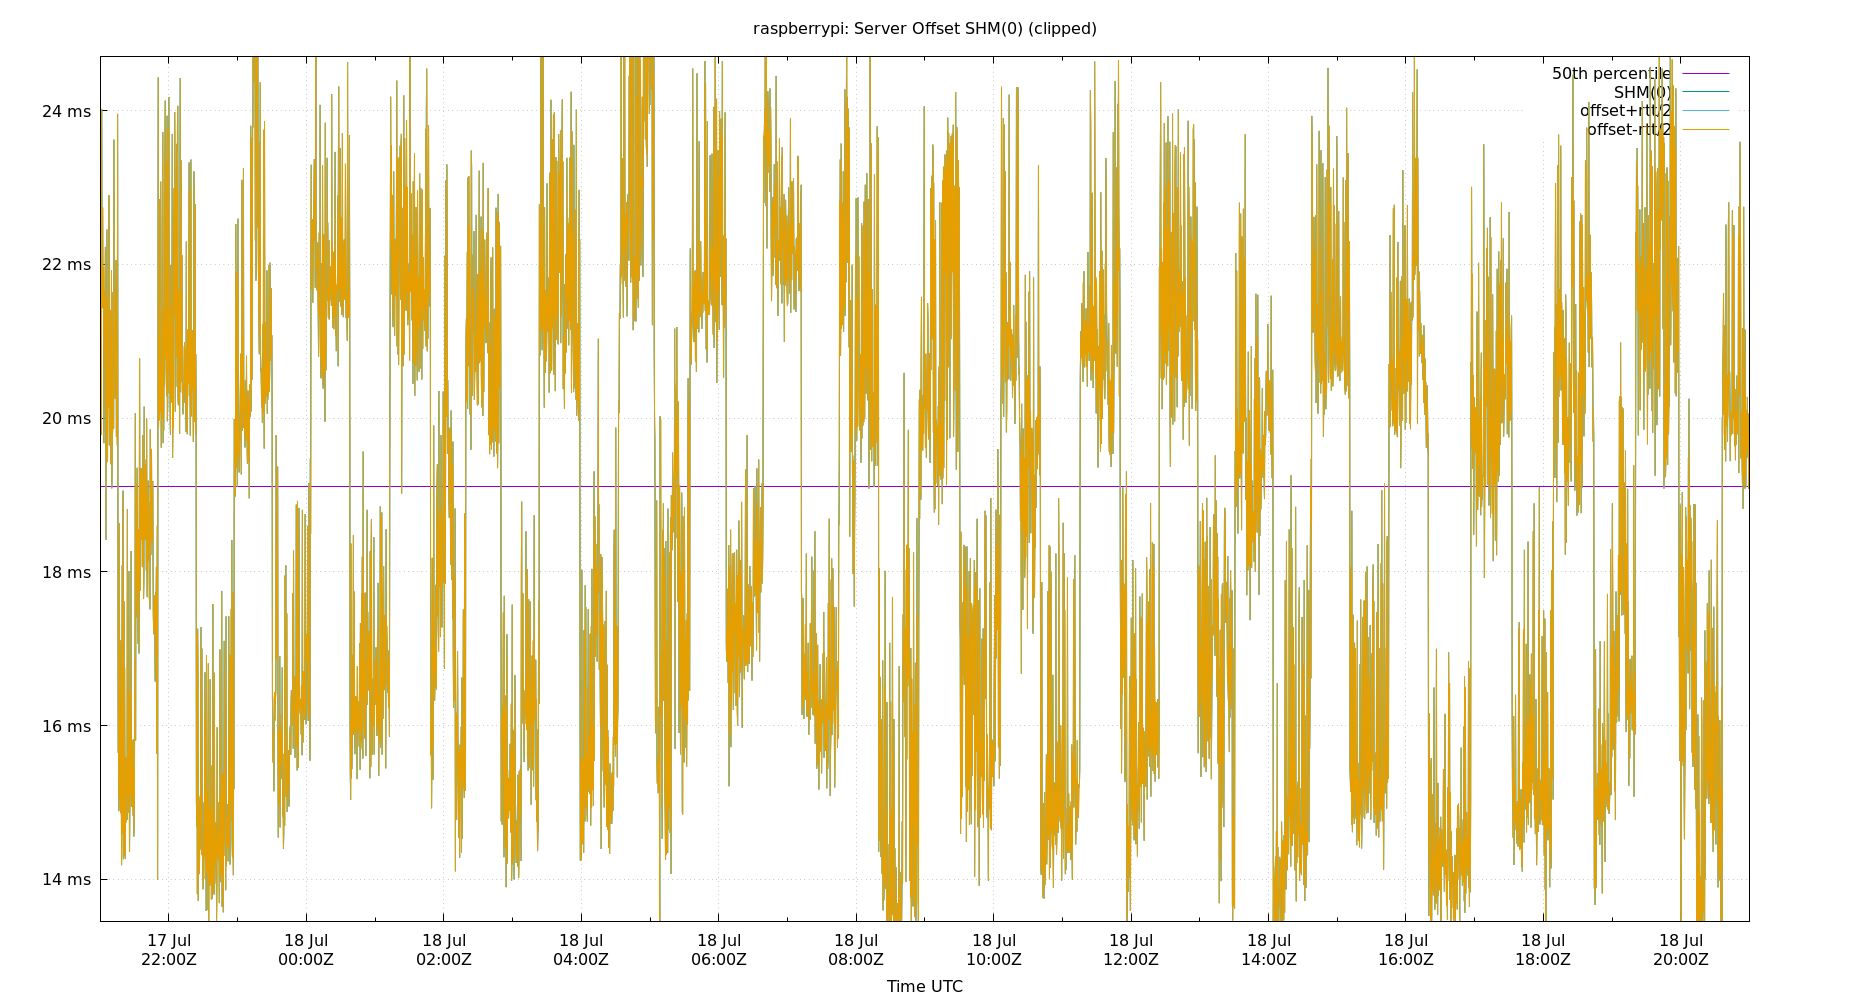 raspberrypi: Server Offset SHM(0) (clipped)
50th percentile
SHM(0)
offset+rtt/2
offset-rtt/2
24 ms
22 ms
20 ms
18 ms
16 ms
14 ms
17 Jul 18 Jul 18 Jul 18 Jul 18 Jul 18 Jul 18 Jul 18 Jul 18 Jul 18 Jul 18 Jul 18 Jul
22:00Z 00:00Z 02:00Z 04:00Z 06:00Z 08:00Z 10:00Z 12:00Z 14:00Z 16:00Z 18:00Z 20:00Z
Time UTC